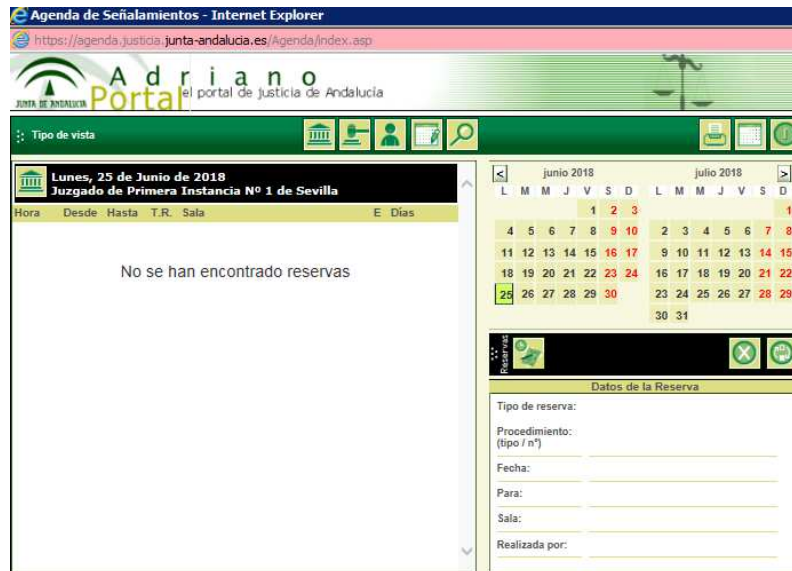 Agenda de Señalamientos - Internet Explorer
https://agenda.justicia.junta-andalucia.es/Agenda/index.asp
JUNTA DE ANDALUCIA
Adriano
Portal
el portal de justicia de Andalucía
Tipo de vista
Lunes, 25 de Junio de 2018
Juzgado de Primera Instancia Nº 1 de Sevilla
Hora Desde Hasta T.R. Sala E Días
No se han encontrado reservas
< junio 2018 julio 2018 >
L M M J V S D L M M J V S D
1 2 3 1
4 5 6 7 8 9 10 2 3 4 5 6 7 8
11 12 13 14 15 16 17 9 10 11 12 13 14 15
18 19 20 21 22 23 24 16 17 18 19 20 21 22
25 26 27 28 29 30 23 24 25 26 27 28 29
30 31
Reservas
Datos de la Reserva
Tipo de reserva:
Procedimiento:
(tipo / nº)
Fecha:
Para:
Sala:
Realizada por: